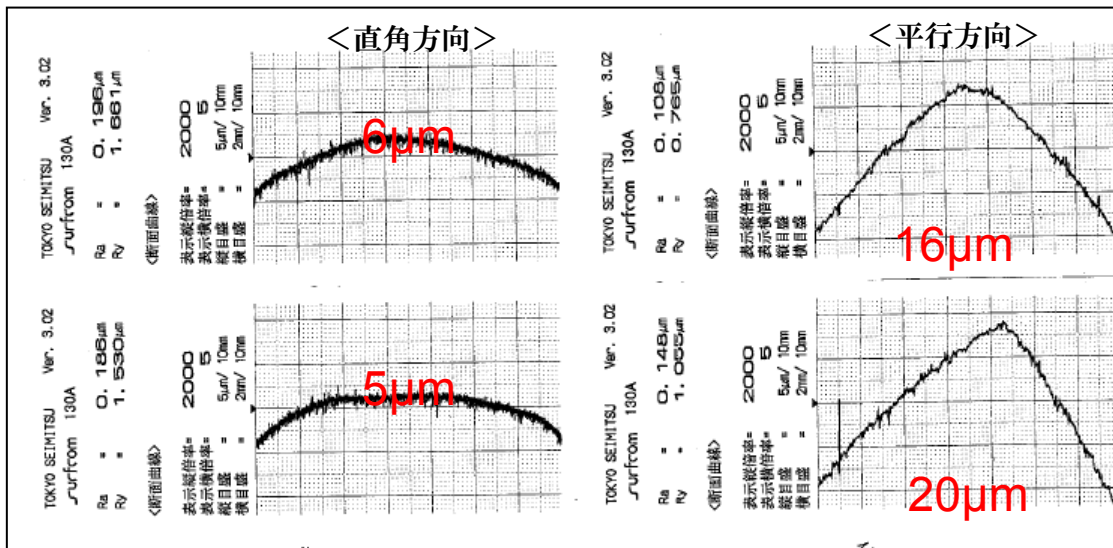 <直角方向>
TOKYO SEIMITSU Ver. 3.02
surfcom 130A
Ra = 0.196μm
Ry = 1.681μm
<断面曲線>
表示縦倍率= 2000
表示横倍率= 5
縦目盛 = 5μm/ 10mm
横目盛 = 2mm/ 10mm
6μm
<平行方向>
TOKYO SEIMITSU Ver. 3.02
surfcom 130A
Ra = 0.108μm
Ry = 0.765μm
<断面曲線>
表示縦倍率= 2000
表示横倍率= 5
縦目盛 = 5μm/ 10mm
横目盛 = 2mm/ 10mm
16μm
TOKYO SEIMITSU Ver. 3.02
surfcom 130A
Ra = 0.186μm
Ry = 1.530μm
<断面曲線>
表示縦倍率= 2000
表示横倍率= 5
縦目盛 = 5μm/ 10mm
横目盛 = 2mm/ 10mm
5μm
TOKYO SEIMITSU Ver. 3.02
surfcom 130A
Ra = 0.148μm
Ry = 1.065μm
<断面曲線>
表示縦倍率= 2000
表示横倍率= 5
縦目盛 = 5μm/ 10mm
横目盛 = 2mm/ 10mm
20μm